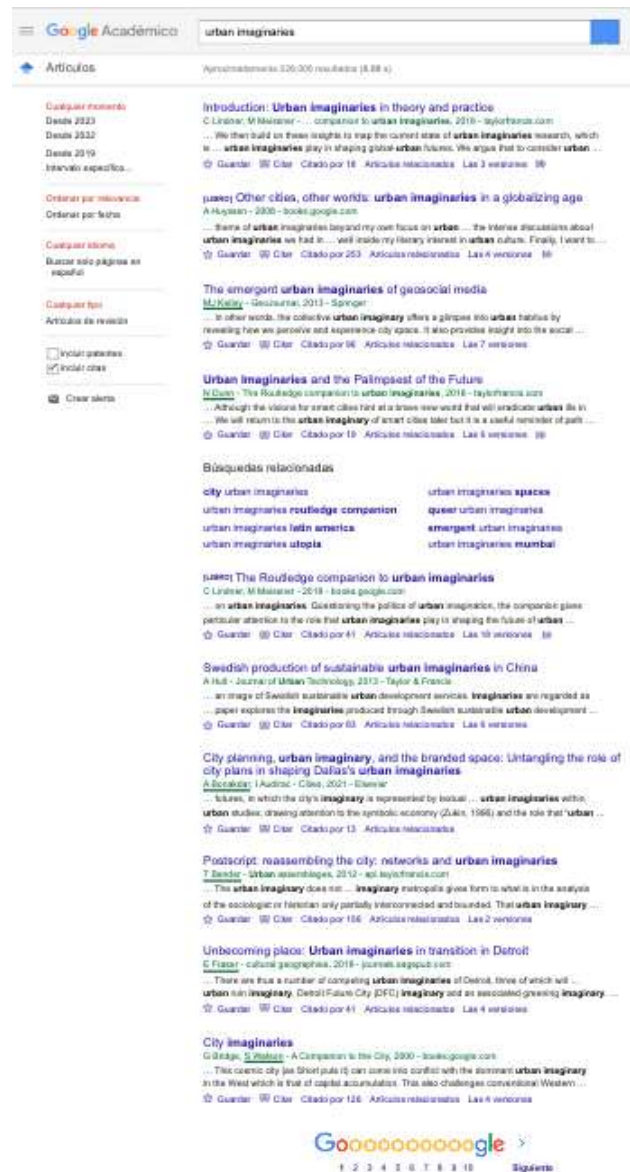 Google Académico
urban imaginaries
Artículos
Aproximadamente resultados
Cualquier momento
Desde 2023
Desde 2022
Desde 2019
Intervalo específico...
Ordenar por relevancia
Ordenar por fecha
Cualquier idioma
Buscar solo páginas en
español
Cualquier tipo
Artículos de revisión
Incluir patentes
Incluir citas
Crear alerta
Introduction: Urban imaginaries in theory and practice
C Lindner, M Meissner - ... companion to urban imaginaries, 2018 - taylorfrancis.com
... We then build on these insights to map the current state of urban imaginaries research, which
is ... urban imaginaries play in shaping global-urban futures. We argue that to consider urban ...
Guardar Citar Citado por 18 Artículos relacionados Las 3 versiones
[LIBRO] Other cities, other worlds: urban imaginaries in a globalizing age
A Huyssen - 2008 - books.google.com
... theme of urban imaginaries beyond my own focus on urban ... the intense discussions about
urban imaginaries we had in ... well inside my literary interest in urban culture. Finally, I want to ...
Guardar Citar Citado por 253 Artículos relacionados Las 4 versiones
The emergent urban imaginaries of geosocial media
MJ Kelley - GeoJournal, 2013 - Springer
... In other words, the collective urban imaginary offers a glimpse into urban habitus by
revealing how we perceive and experience city space. It also provides insight into the social ...
Guardar Citar Citado por 96 Artículos relacionados Las 7 versiones
Urban Imaginaries and the Palimpsest of the Future
N Dunn - The Routledge companion to urban imaginaries, 2018 - taylorfrancis.com
... Although the visions for smart cities hint at a brave new world that will eradicate urban life in
... We will return to the urban imaginary of smart cities later but it is a useful reminder of path ...
Guardar Citar Citado por 19 Artículos relacionados Las 6 versiones
Búsquedas relacionadas
city urban imaginaries
urban imaginaries spaces
urban imaginaries routledge companion
queer urban imaginaries
urban imaginaries latin america
emergent urban imaginaries
urban imaginaries utopia
urban imaginaries mumbai
[LIBRO] The Routledge companion to urban imaginaries
C Lindner, M Meissner - 2018 - books.google.com
... on urban imaginaries. Questioning the politics of urban imagination, the companion gives
particular attention to the role that urban imaginaries play in shaping the future of urban ...
Guardar Citar Citado por 41 Artículos relacionados Las 10 versiones
Swedish production of sustainable urban imaginaries in China
A Hult - Journal of Urban Technology, 2013 - Taylor & Francis
... an image of Swedish sustainable urban development services. Imaginaries are regarded as
... paper explores the imaginaries produced through Swedish sustainable urban development ...
Guardar Citar Citado por Artículos relacionados Las 6 versiones
City planning, urban imaginary, and the branded space: Untangling the role of
city plans in shaping Dallas's urban imaginaries
A Bonakdar, I Audirac - Cities, 2021 - Elsevier
... futures, in which the city's imaginary is represented by textual ... urban imaginaries within
urban studies, drawing attention to the symbolic economy (Zukin, 1995) and the role that "urban ...
Guardar Citar Citado por 13 Artículos relacionados
Postscript: reassembling the city: networks and urban imaginaries
T Bender - Urban assemblages, 2012 - api.taylorfrancis.com
... The urban imaginary does not ... imaginary metropolis gives form to what is in the analysis
of the sociologist or historian only partially interconnected and bounded. That urban imaginary ...
Guardar Citar Citado por 106 Artículos relacionados Las 2 versiones
Unbecoming place: Urban imaginaries in transition in Detroit
E Fraser - cultural geographies, 2018 - journals.sagepub.com
... There are thus a number of competing urban imaginaries of Detroit, three of which will ...
urban ruin imaginary, Detroit Future City (DFC) imaginary and an associated greening imaginary. ...
Guardar Citar Citado por 41 Artículos relacionados Las 4 versiones
City imaginaries
G Bridge, S Watson - A Companion to the City, 2000 - books.google.com
... This cosmic city (as Short puts it) can come into conflict with the dominant urban imaginary
in the West which is that of capital accumulation. This also challenges conventional Western ...
Guardar Citar Citado por 126 Artículos relacionados Las 4 versiones
Goooooooooogle >
1 2 3 4 5 6 7 8 9 10 Siguiente